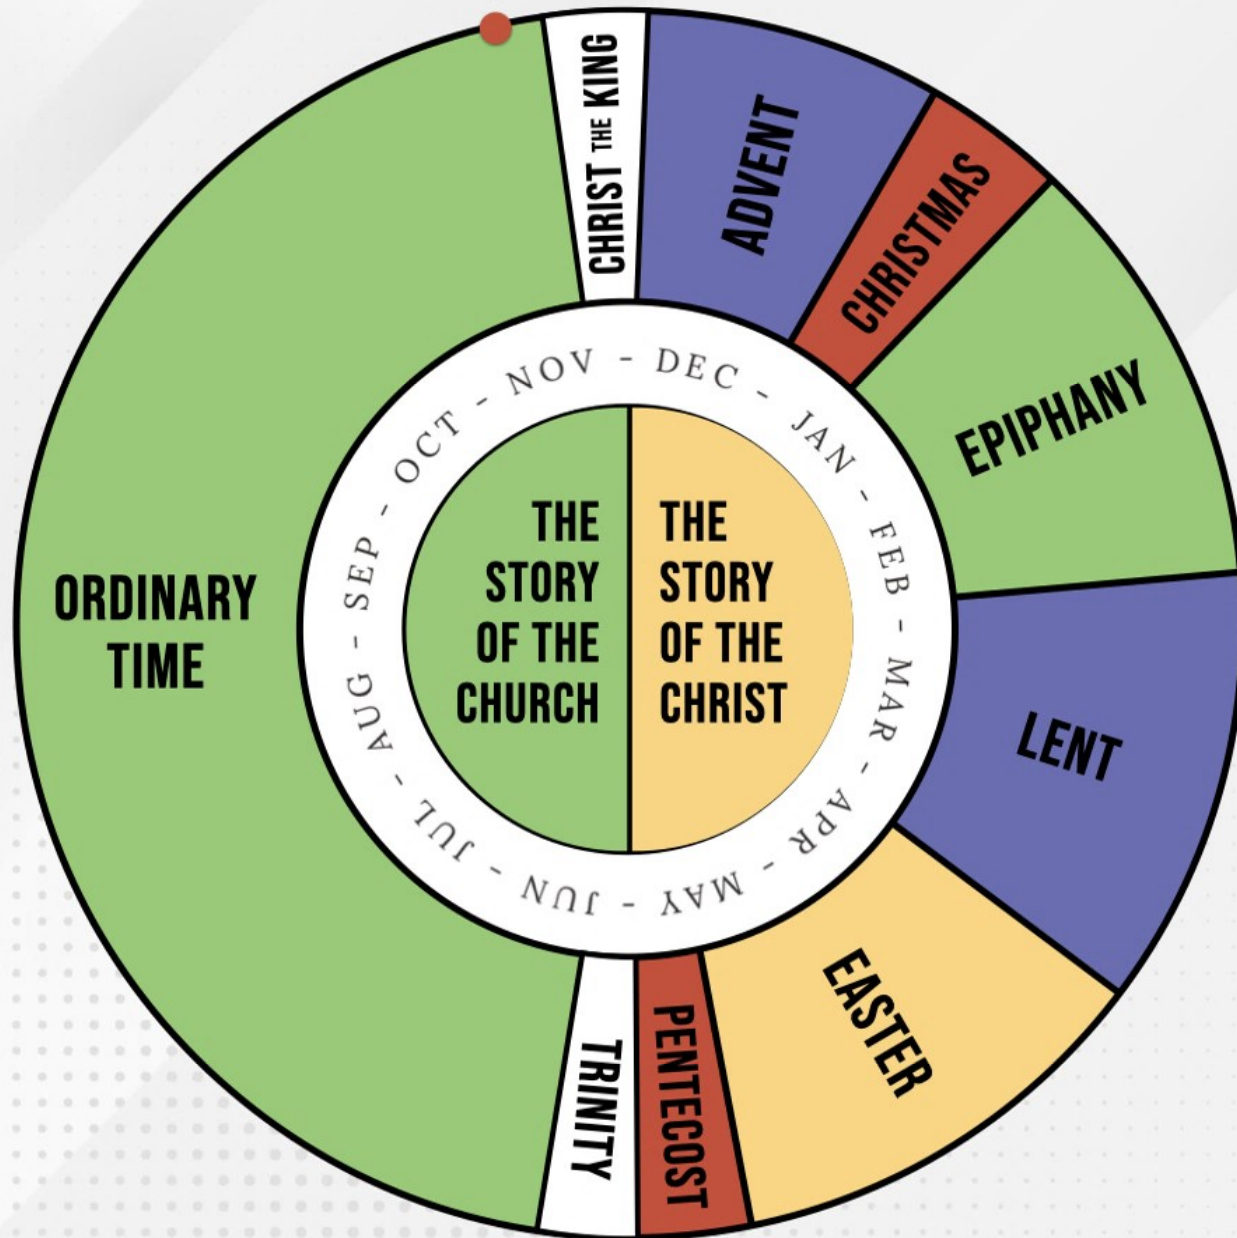 CHRIST THE KING
ADVENT
CHRISTMAS
EPIPHANY
LENT
EASTER
PENTECOST
TRINITY
ORDINARY
TIME
DEC - JAN - FEB - MAR - APR - MAY - JUN - JUL - AUG - SEP - OCT - NOV -
THE
STORY
OF THE
CHURCH
THE
STORY
OF THE
CHRIST